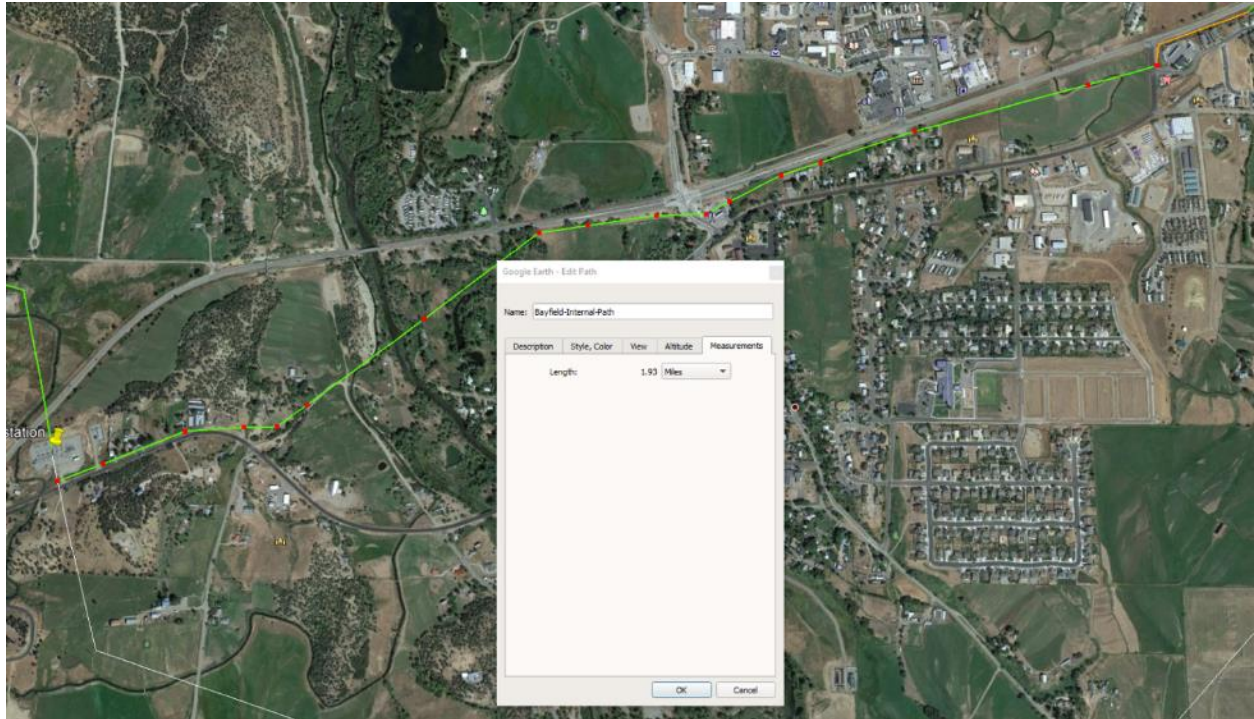 Google Earth - Edit Path
Name: Bayfield-Internal-Path
Description Style, Color View Altitude Measurements
Length: 1.93 Miles
station
OK Cancel